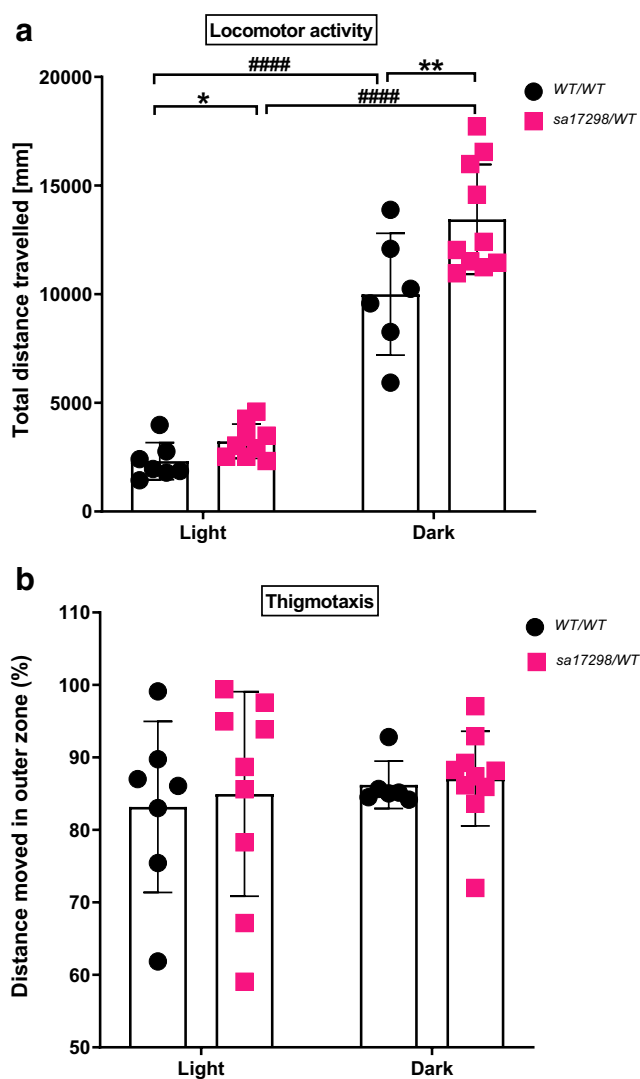 a
Locomotor activity
####
**
*
####
WT/WT
sa17298/WT
Total distance travelled [mm]
20000
15000
10000
5000
0
Light
Dark
b
Thigmotaxis
WT/WT
sa17298/WT
Distance moved in outer zone (%)
110
100
90
80
70
60
50
Light
Dark